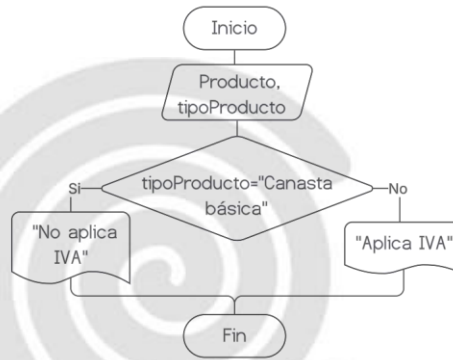 Inicio
Producto,
tipoProducto
tipoProducto="Canasta
básica"
Si
No
"No aplica
IVA"
"Aplica IVA"
Fin